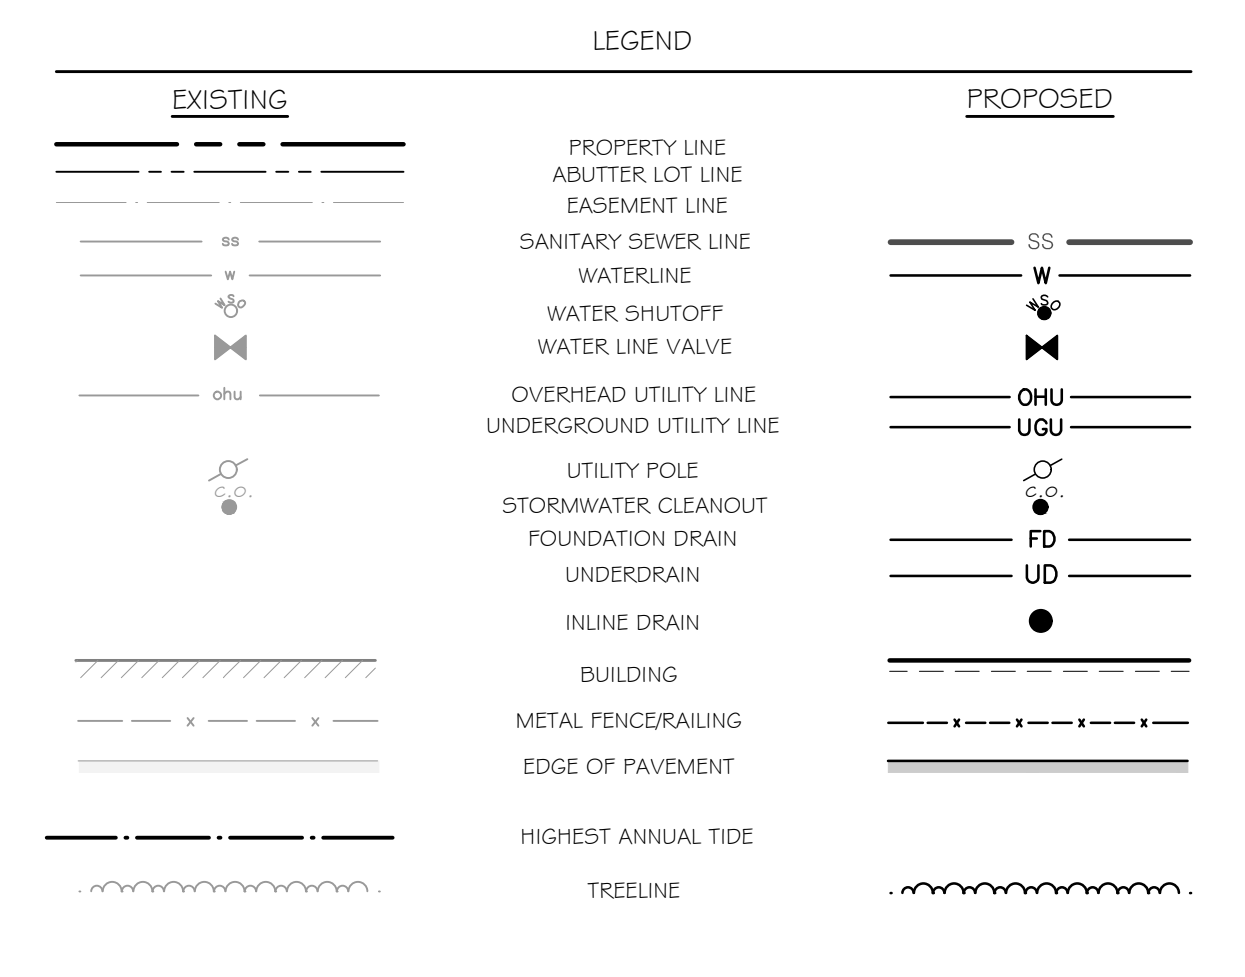 LEGEND
EXISTING PROPOSED
PROPERTY LINE
ABUTTER LOT LINE
EASEMENT LINE
ss SANITARY SEWER LINE SS
w WATERLINE W
WSO WATER SHUTOFF WSO
WATER LINE VALVE
ohu OVERHEAD UTILITY LINE OHU
UNDERGROUND UTILITY LINE UGU
UTILITY POLE
C.O. C.O.
STORMWATER CLEANOUT
FOUNDATION DRAIN FD
UNDERDRAIN UD
INLINE DRAIN
BUILDING
x x METAL FENCE/RAILING x x x x
EDGE OF PAVEMENT
HIGHEST ANNUAL TIDE
TREELINE